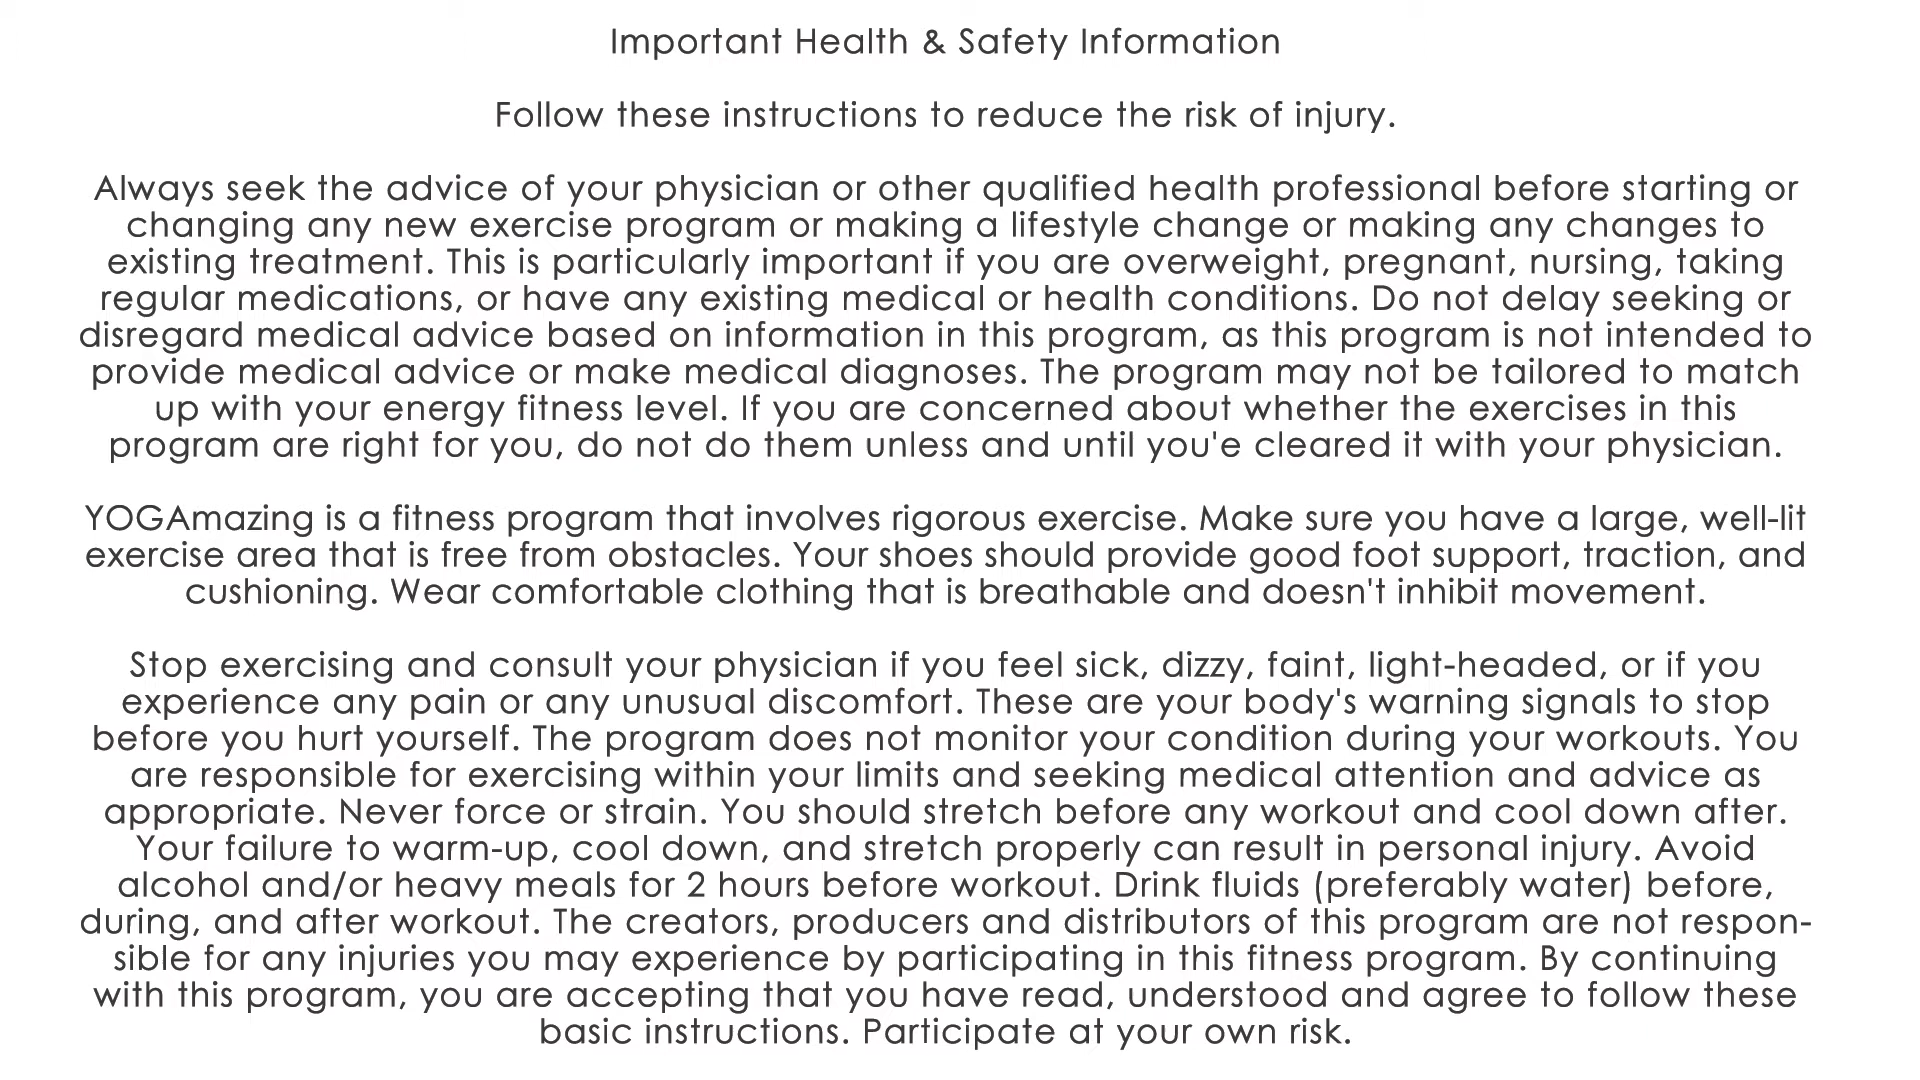 Important Health & Safety Information
Follow these instructions to reduce the risk of injury.
Always seek the advice of your physician or other qualified health professional before starting or
changing any new exercise program or making a lifestyle change or making any changes to
existing treatment. This is particularly important if you are overweight, pregnant, nursing, taking
regular medications, or have any existing medical or health conditions. Do not delay seeking or
disregard medical advice based on information in this program, as this program is not intended to
provide medical advice or make medical diagnoses. The program may not be tailored to match
up with your energy fitness level. If you are concerned about whether the exercises in this
program are right for you, do not do them unless and until you'e cleared it with your physician.
YOGAmazing is a fitness program that involves rigorous exercise. Make sure you have a large, well-lit
exercise area that is free from obstacles. Your shoes should provide good foot support, traction, and
cushioning. Wear comfortable clothing that is breathable and doesn't inhibit movement.
Stop exercising and consult your physician if you feel sick, dizzy, faint, light-headed, or if you
experience any pain or any unusual discomfort. These are your body's warning signals to stop
before you hurt yourself. The program does not monitor your condition during your workouts. You
are responsible for exercising within your limits and seeking medical attention and advice as
appropriate. Never force or strain. You should stretch before any workout and cool down after.
Your failure to warm-up, cool down, and stretch properly can result in personal injury. Avoid
alcohol and/or heavy meals for 2 hours before workout. Drink fluids (preferably water) before,
during, and after workout. The creators, producers and distributors of this program are not respon-
sible for any injuries you may experience by participating in this fitness program. By continuing
with this program, you are accepting that you have read, understood and agree to follow these
basic instructions. Participate at your own risk.